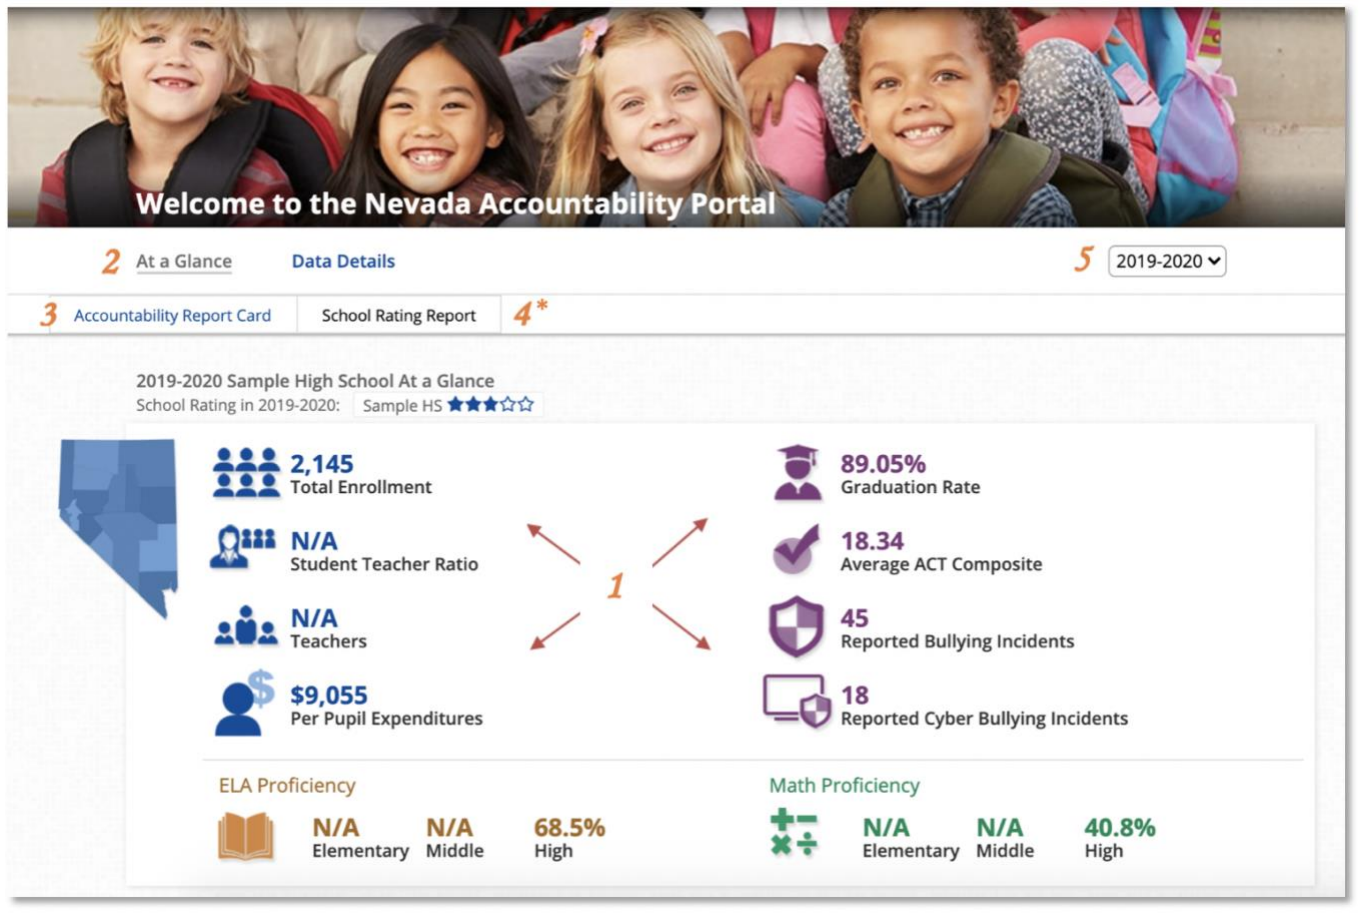 Welcome to the Nevada Accountability Portal
2 At a Glance Data Details 5 2019-2020
3 Accountability Report Card School Rating Report 4*
2019-2020 Sample High School At a Glance
School Rating in 2019-2020: Sample HS
2,145
Total Enrollment
N/A
Student Teacher Ratio
N/A
Teachers
$ $9,055
Per Pupil Expenditures
1
89.05%
Graduation Rate
18.34
Average ACT Composite
45
Reported Bullying Incidents
18
Reported Cyber Bullying Incidents
ELA Proficiency
N/A N/A 68.5%
Elementary Middle High
Math Proficiency
N/A N/A 40.8%
Elementary Middle High